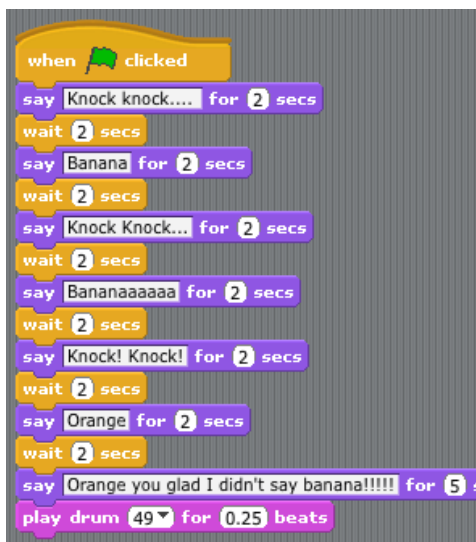 when clicked
say Knock knock.... for 2 secs
wait 2 secs
say Banana for 2 secs
wait 2 secs
say Knock Knock... for 2 secs
wait 2 secs
say Bananaaaaaa for 2 secs
wait 2 secs
say Knock! Knock! for 2 secs
wait 2 secs
say Orange for 2 secs
wait 2 secs
say Orange you glad I didn't say banana!!!!! for 5 s
play drum 49 for 0.25 beats